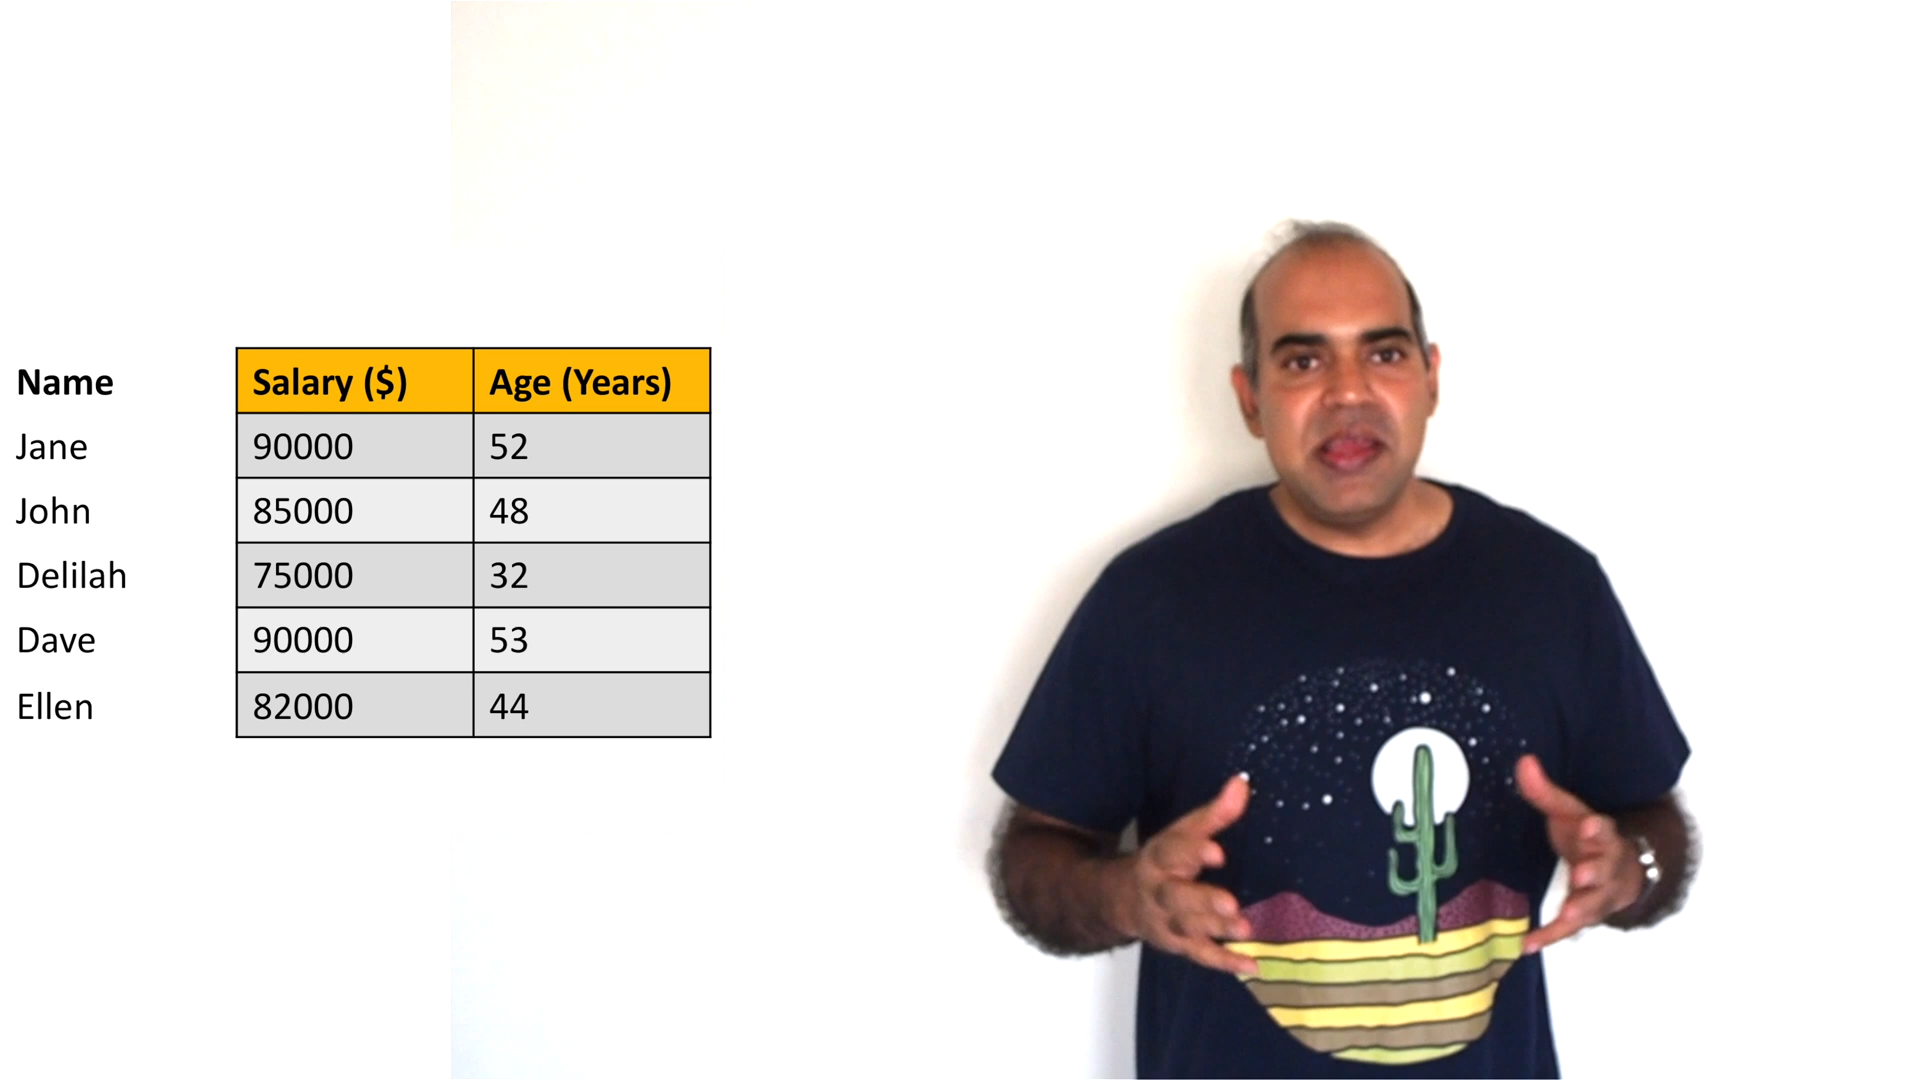 Name Salary ($) Age (Years)
Jane 90000 52
John 85000 48
Delilah 75000 32
Dave 90000 53
Ellen 82000 44